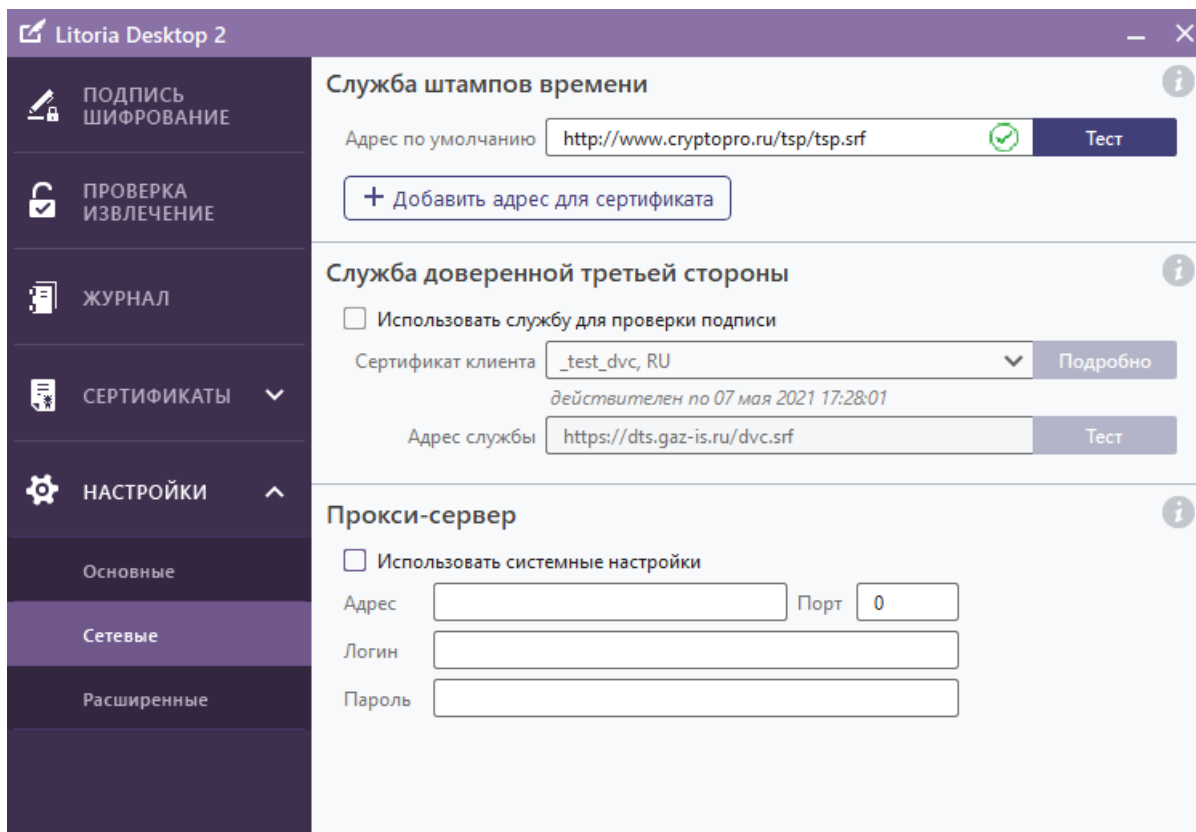 Litoria Desktop 2
ПОДПИСЬ
ШИФРОВАНИЕ
ПРОВЕРКА
ИЗВЛЕЧЕНИЕ
ЖУРНАЛ
СЕРТИФИКАТЫ
НАСТРОЙКИ
Основные
Сетевые
Расширенные
Служба штампов времени
Адрес по умолчанию http://www.cryptopro.ru/tsp/tsp.srf Тест
+ Добавить адрес для сертификата
Служба доверенной третьей стороны
Использовать службу для проверки подписи
Сертификат клиента _test_dvc, RU Подробно
действителен по 07 мая 2021 17:28:01
Адрес службы https://dts.gaz-is.ru/dvc.srf Тест
Прокси-сервер
Использовать системные настройки
Адрес Порт 0
Логин
Пароль